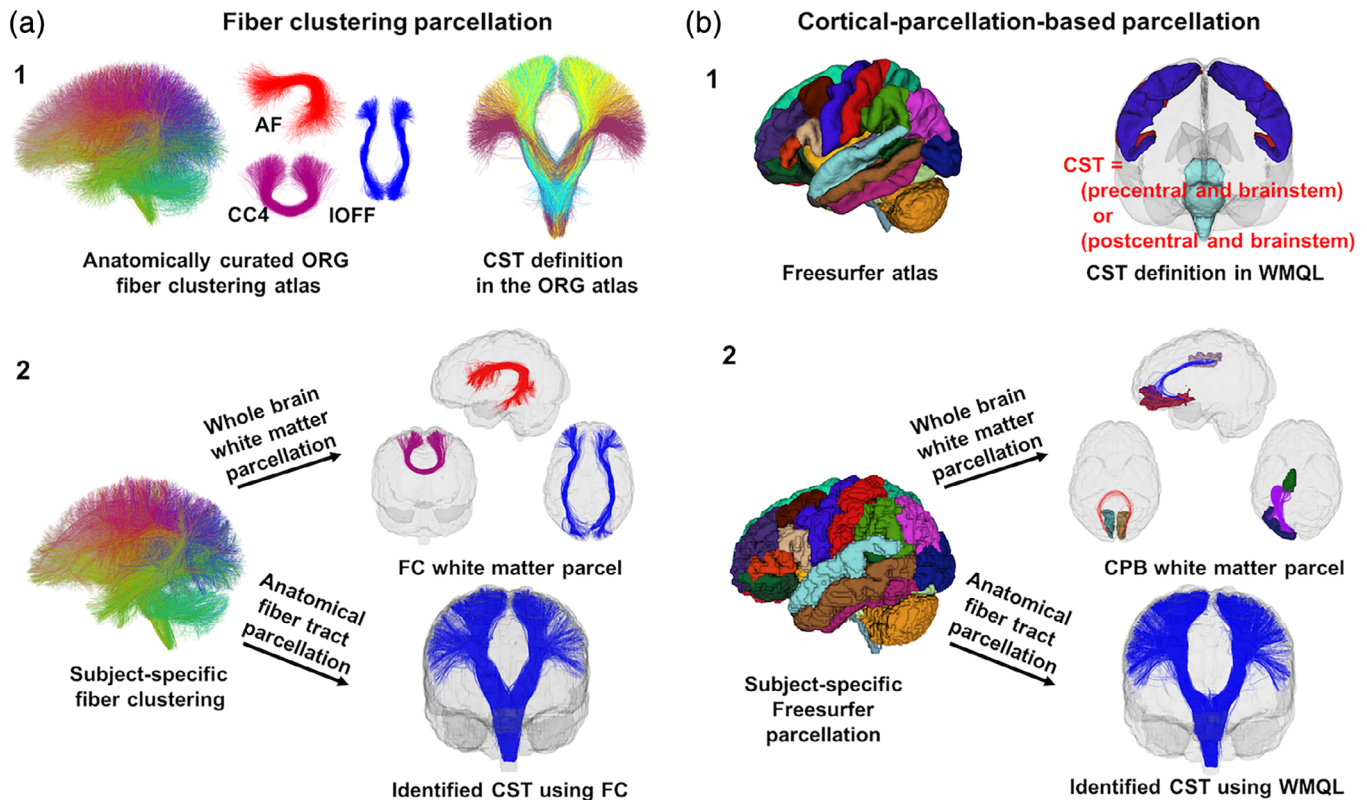 (a)
Fiber clustering parcellation
1
AF
CC4
IOFF
Anatomically curated ORG
fiber clustering atlas
CST definition
in the ORG atlas
2
Whole brain
white matter
parcellation
FC white matter parcel
Anatomical
fiber tract
parcellation
Subject-specific
fiber clustering
Identified CST using FC
(b)
Cortical-parcellation-based parcellation
1
Freesurfer atlas
CST =
(precentral and brainstem)
or
(postcentral and brainstem)
CST definition in WMQL
2
Whole brain
white matter
parcellation
CPB white matter parcel
Anatomical
fiber tract
parcellation
Subject-specific
Freesurfer
parcellation
Identified CST using WMQL